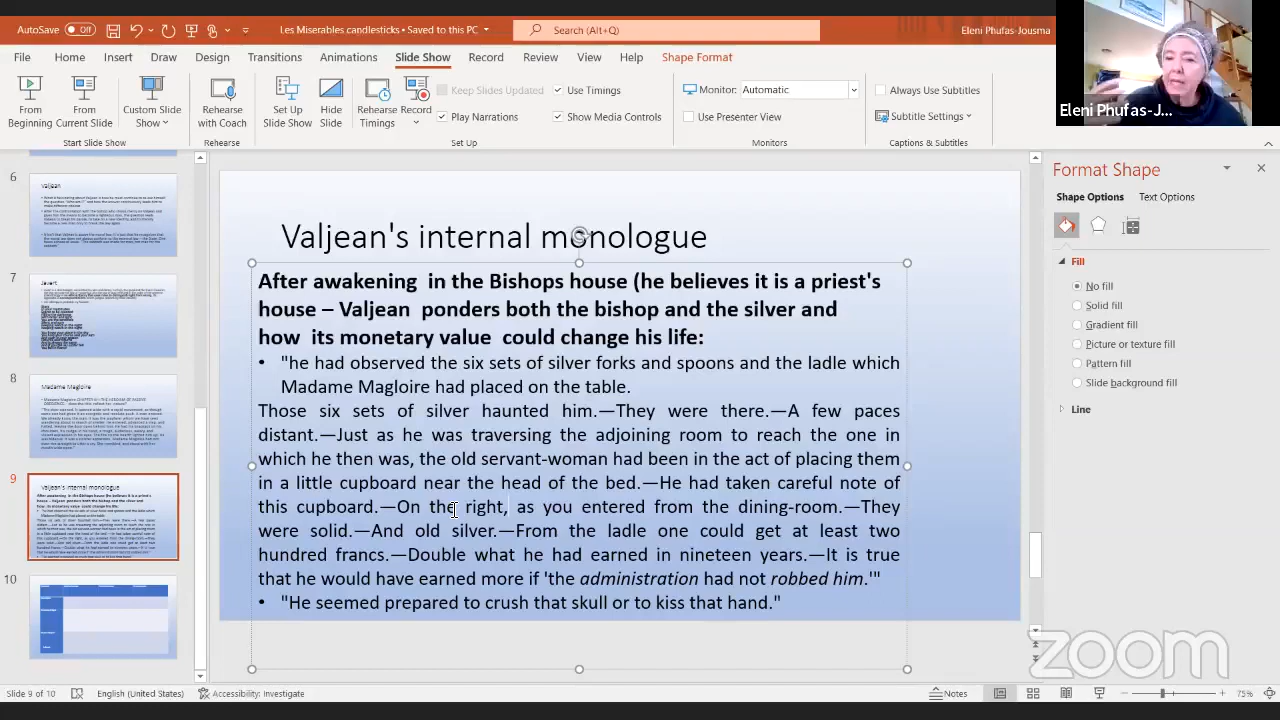 AutoSave Off Les Miserables.candlesticks • Saved to this PC Search (Alt+Q) Eleni Phufas-Jousma
File Home Insert Draw Design Transitions Animations Slide Show Record Review View Help Shape Format
From Beginning
From Current Slide
Custom Slide Show
Rehearse with Coach
Set Up Slide Show
Hide Slide
Rehearse Timings
Record
Keep Slides Updated
Play Narrations
Use Timings
Show Media Controls
Monitor: Automatic
Use Presenter View
Always Use Subtitles
Subtitle Settings
Start Slide Show Rehearse Set Up Monitors Captions & Subtitles
Eleni Phufas-J...
6
Valjean
7
Javert
8
Madame Magloire
9
Valjean's internal monologue
10
Valjean's internal monologue
After awakening in the Bishops house (he believes it is a priest's
house – Valjean ponders both the bishop and the silver and
how its monetary value could change his life:
• "he had observed the six sets of silver forks and spoons and the ladle which
Madame Magloire had placed on the table.
Those six sets of silver haunted him.—They were there.—A few paces
distant.—Just as he was traversing the adjoining room to reach the one in
which he then was, the old servant-woman had been in the act of placing them
in a little cupboard near the head of the bed.—He had taken careful note of
this cupboard.—On the right, as you entered from the dining-room.—They
were solid.—And old silver.—From the ladle one could get at least two
hundred francs.—Double what he had earned in nineteen years.—It is true
that he would have earned more if 'the administration had not robbed him.'"
• "He seemed prepared to crush that skull or to kiss that hand."
Format Shape
Shape Options Text Options
Fill
No fill
Solid fill
Gradient fill
Picture or texture fill
Pattern fill
Slide background fill
Line
zoom
Slide 9 of 10 English (United States) Accessibility: Investigate Notes 75%